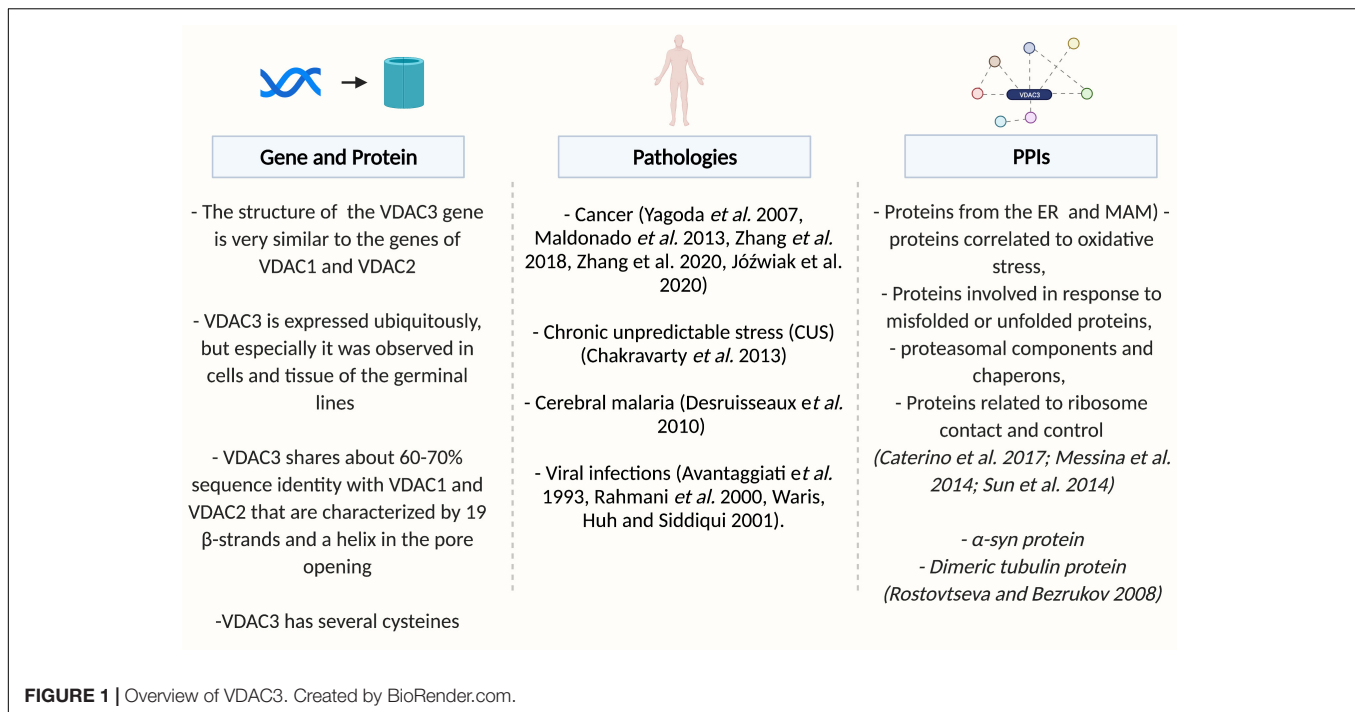 VDAC3
Gene and Protein
- The structure of  the VDAC3 gene
is very similar to the genes of
VDAC1 and VDAC2
- VDAC3 is expressed ubiquitously,
but especially it was observed in
cells and tissue of the germinal
lines
- VDAC3 shares about 60-70%
sequence identity with VDAC1 and
VDAC2 that are characterized by 19
β-strands and a helix in the pore
opening
-VDAC3 has several cysteines
Pathologies
- Cancer (Yagoda et al. 2007,
Maldonado et al. 2013, Zhang et al.
2018, Zhang et al. 2020, Jóźwiak et al.
2020)
- Chronic unpredictable stress (CUS)
(Chakravarty et al. 2013)
- Cerebral malaria (Desruisseaux et al.
2010)
- Viral infections (Avantaggiati et al.
1993, Rahmani et al. 2000, Waris,
Huh and Siddiqui 2001).
PPIs
- Proteins from the ER  and MAM) -
proteins correlated to oxidative
stress,
- Proteins involved in response to
misfolded or unfolded proteins,
- proteasomal components and
chaperons,
- Proteins related to ribosome
contact and control
(Caterino et al. 2017; Messina et al.
2014; Sun et al. 2014)
- α-syn protein
- Dimeric tubulin protein
(Rostovtseva and Bezrukov 2008)
FIGURE 1 | Overview of VDAC3. Created by BioRender.com.